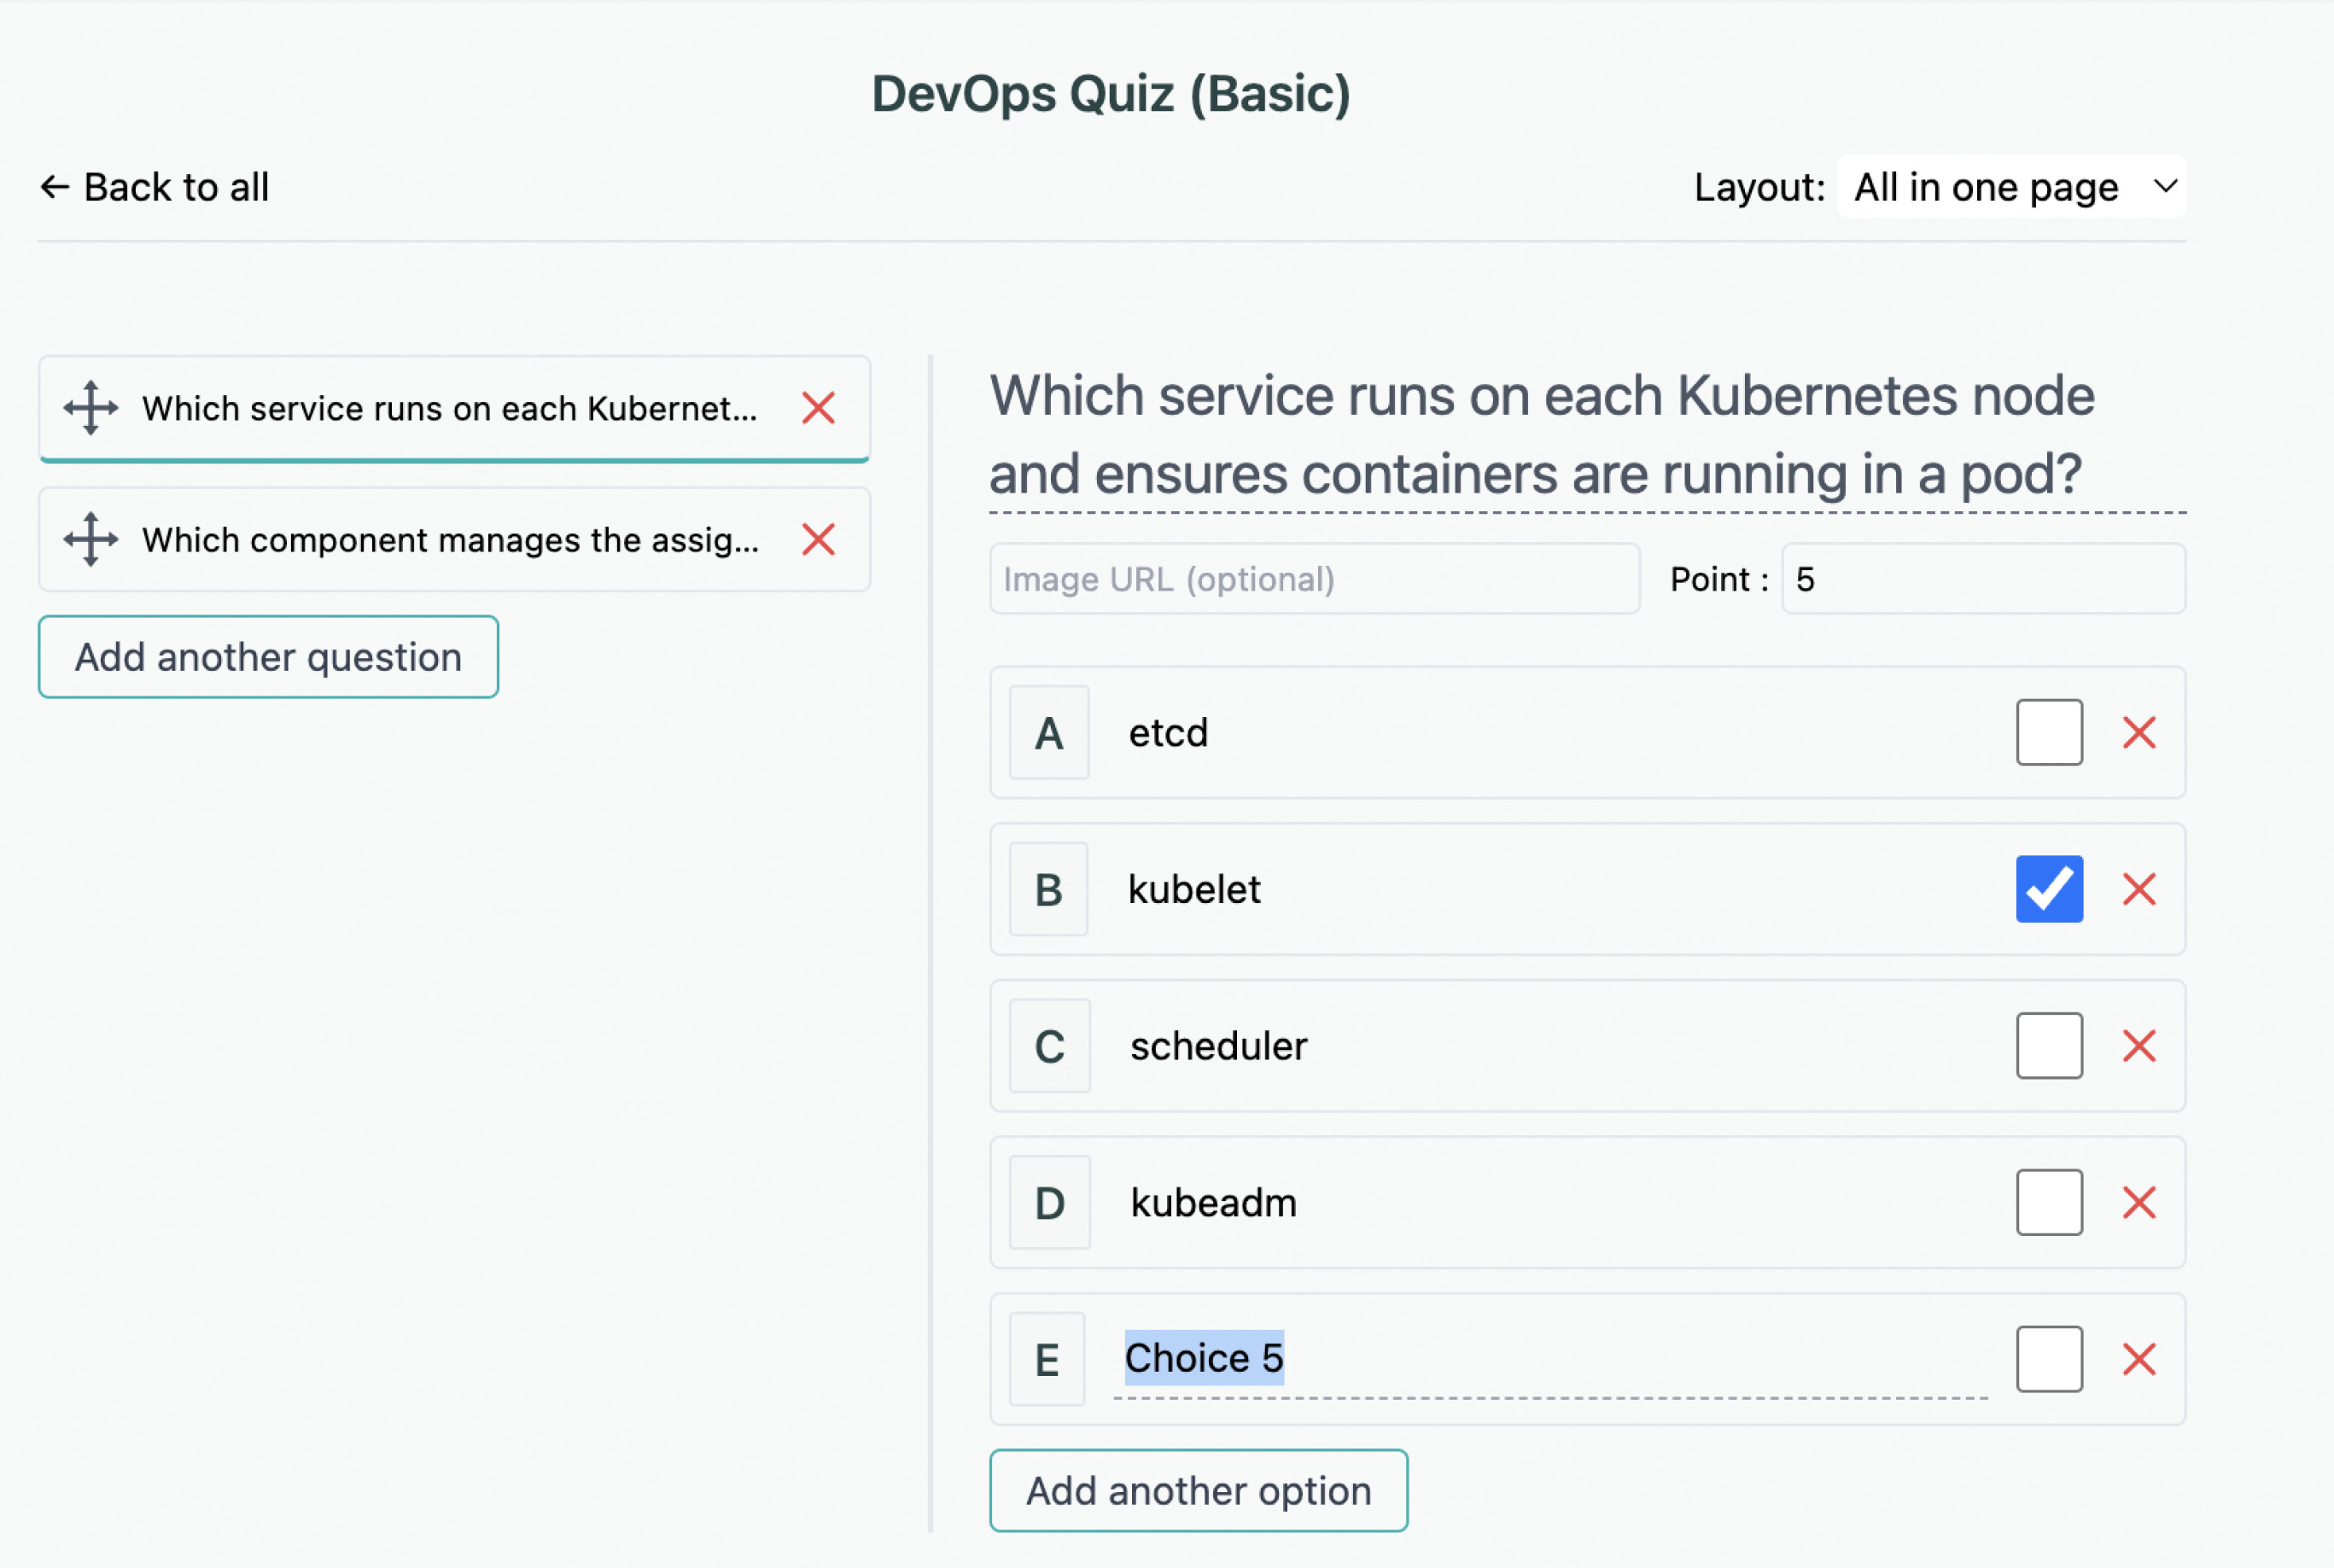 DevOps Quiz (Basic)
← Back to all
Layout: All in one page
Which service runs on each Kubernet...
Which component manages the assig...
Add another question
Which service runs on each Kubernetes node
and ensures containers are running in a pod?
Image URL (optional)
Point : 5
A etcd
B kubelet
C scheduler
D kubeadm
E Choice 5
Add another option